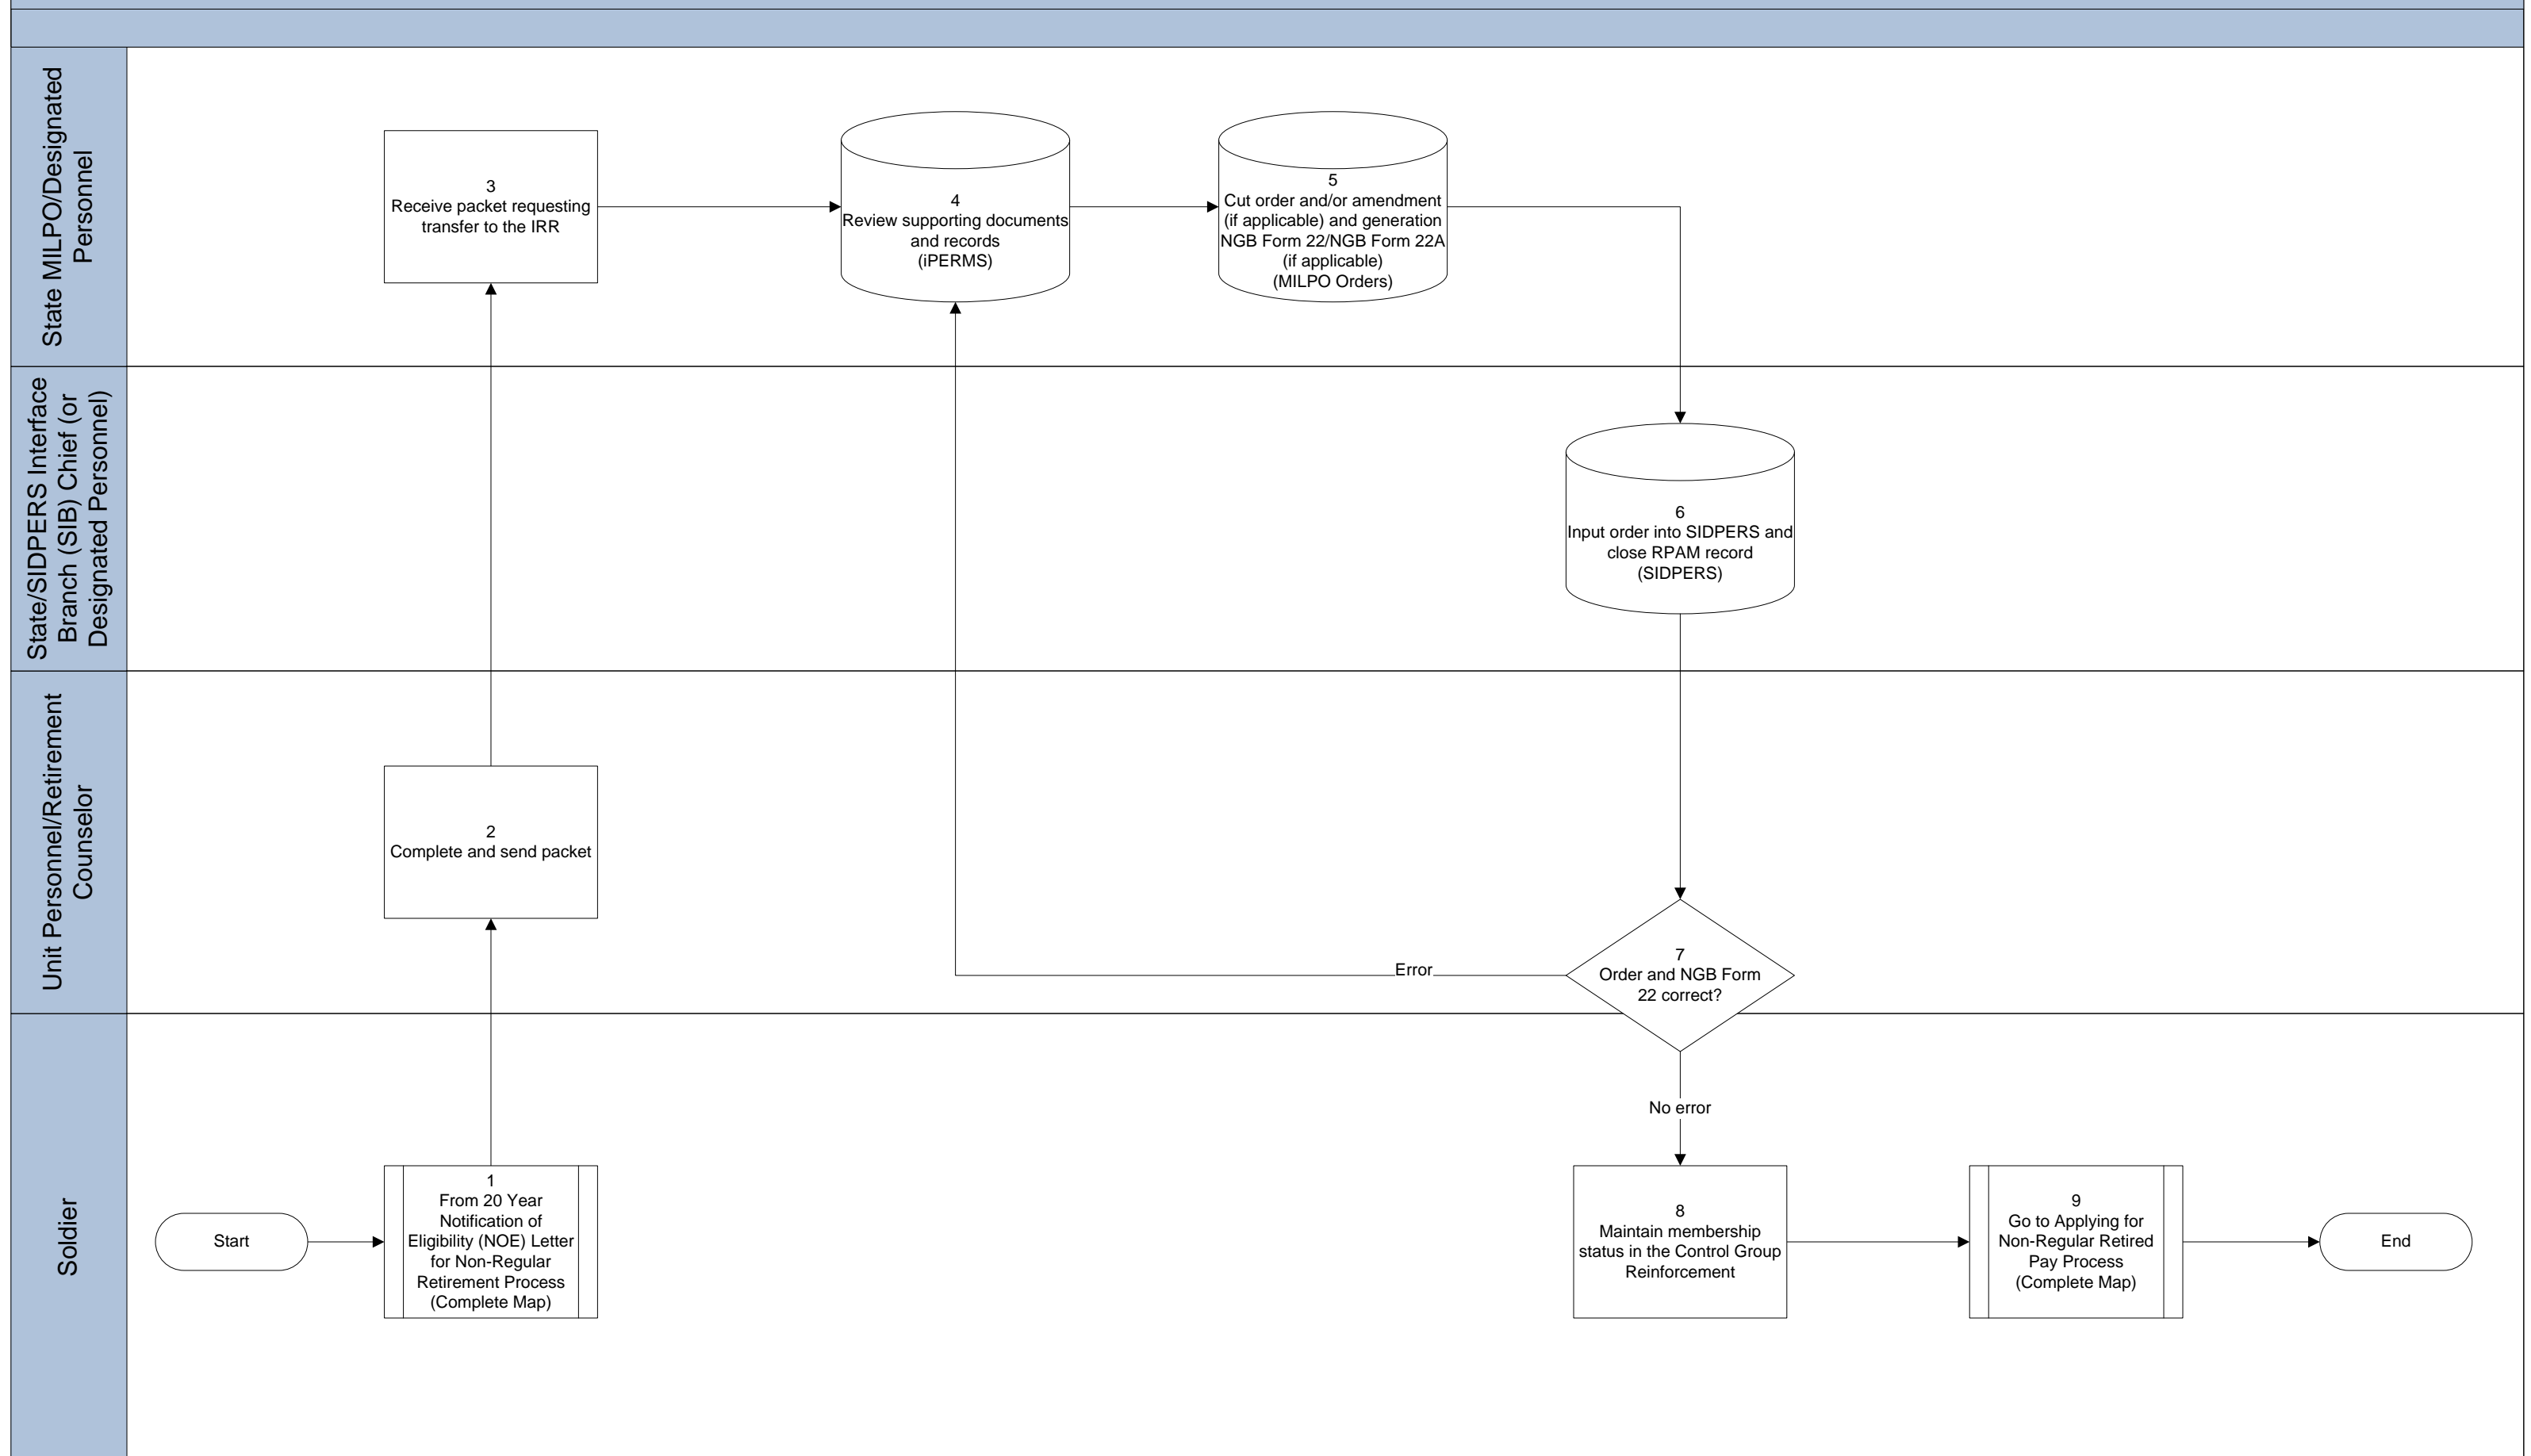 State MILPO/Designated
Personnel
3
Receive packet requesting
transfer to the IRR
4
Review supporting documents
and records
(iPERMS)
5
Cut order and/or amendment
(if applicable) and generation
NGB Form 22/NGB Form 22A
(if applicable)
(MILPO Orders)
State/SIDPERS Interface
Branch (SIB) Chief (or
Designated Personnel)
6
Input order into SIDPERS and
close RPAM record
(SIDPERS)
Unit Personnel/Retirement
Counselor
2
Complete and send packet
Error
7
Order and NGB Form
22 correct?
Soldier
No error
Start
1
From 20 Year
Notification of
Eligibility (NOE) Letter
for Non-Regular
Retirement Process
(Complete Map)
8
Maintain membership
status in the Control Group
Reinforcement
9
Go to Applying for
Non-Regular Retired
Pay Process
(Complete Map)
End